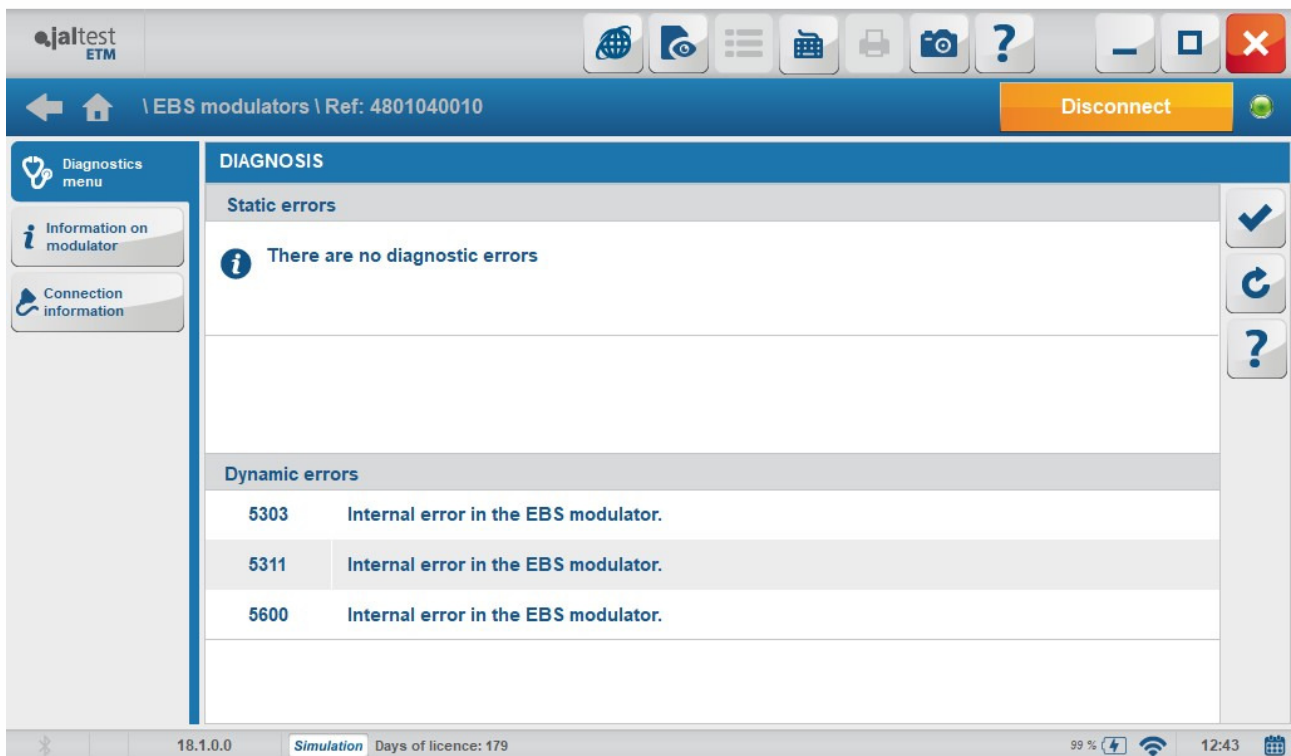 jaltest
ETM
\ EBS modulators \ Ref: 4801040010
Disconnect
Diagnostics
menu
Information on
modulator
Connection
information
DIAGNOSIS
Static errors
There are no diagnostic errors
Dynamic errors
5303 Internal error in the EBS modulator.
5311 Internal error in the EBS modulator.
5600 Internal error in the EBS modulator.
18.1.0.0 Simulation Days of licence: 179 99 % 12:43